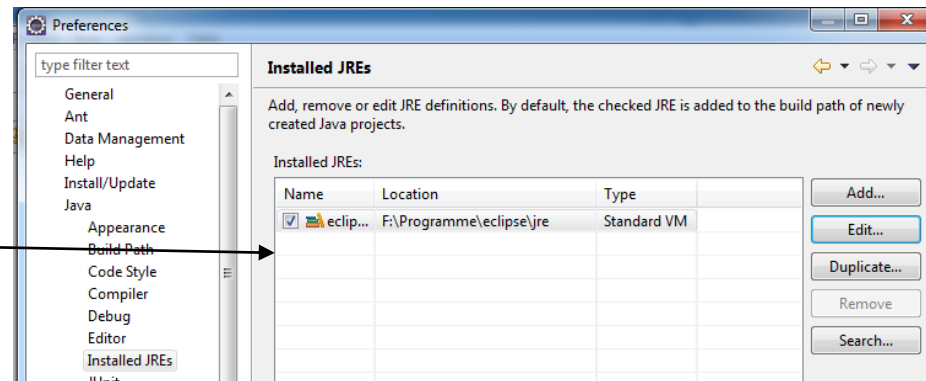 Preferences
type filter text
General
Ant
Data Management
Help
Install/Update
Java
Appearance
Build Path
Code Style
Compiler
Debug
Editor
Installed JREs
Installed JREs
Add, remove or edit JRE definitions. By default, the checked JRE is added to the build path of newly
created Java projects.
Installed JREs:
Name Location Type
eclip... F:\Programme\eclipse\jre Standard VM
Add...
Edit...
Duplicate...
Remove
Search...